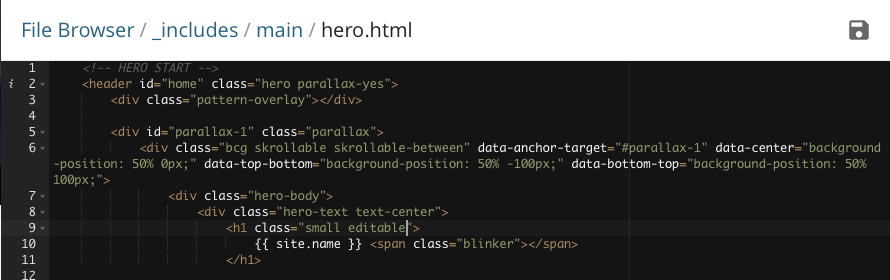 File Browser / _includes / main / hero.html
1 <!-- HERO START -->
i 2 <header id="home" class="hero parallax-yes">
3 <div class="pattern-overlay"></div>
4
5 <div id="parallax-1" class="parallax">
6 <div class="bcg skrollable skrollable-between" data-anchor-target="#parallax-1" data-center="background
-position: 50% 0px;" data-top-bottom="background-position: 50% -100px;" data-bottom-top="background-position: 50%
100px;">
7 <div class="hero-body">
8 <div class="hero-text text-center">
9 <h1 class="small editable">
10 {{ site.name }} <span class="blinker"></span>
11 </h1>
12